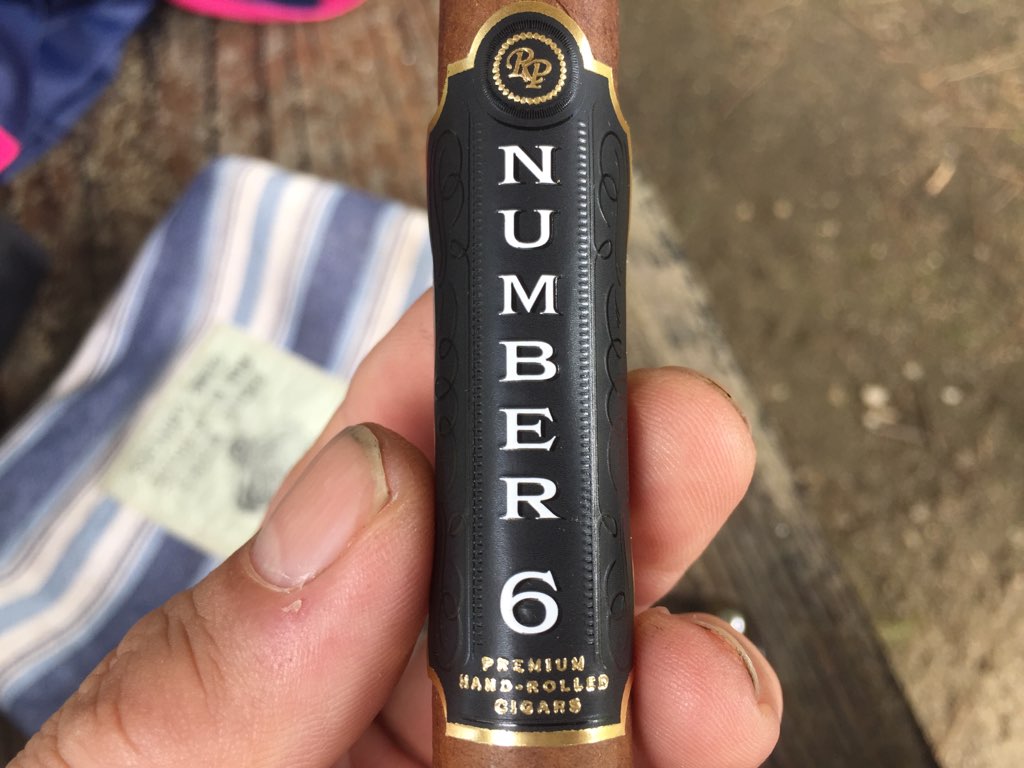 RP
NUMBER
6
PREMIUM
HAND-ROLLED
CIGARS